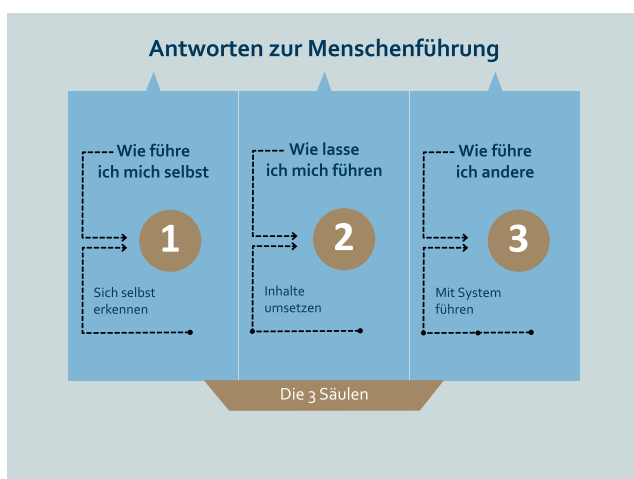 Antworten zur Menschenführung
Wie führe
ich mich selbst
1
Sich selbst
erkennen
Wie lasse
ich mich führen
2
Inhalte
umsetzen
Wie führe
ich andere
3
Mit System
führen
Die 3 Säulen